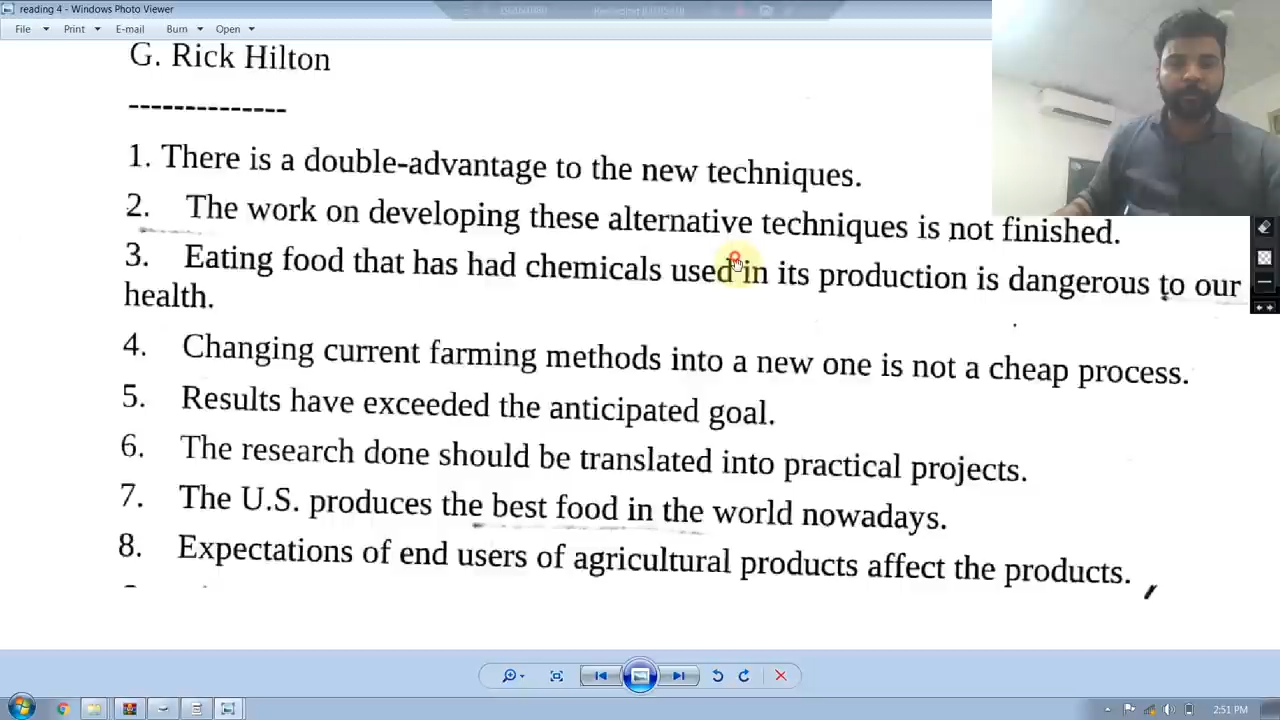 reading 4 - Windows Photo Viewer
File Print E-mail Burn Open
G. Rick Hilton
--------------
1. There is a double-advantage to the new techniques.
2. The work on developing these alternative techniques is not finished.
3. Eating food that has had chemicals used in its production is dangerous to our
health.
4. Changing current farming methods into a new one is not a cheap process.
5. Results have exceeded the anticipated goal.
6. The research done should be translated into practical projects.
7. The U.S. produces the best food in the world nowadays.
8. Expectations of end users of agricultural products affect the products.
2:51 PM